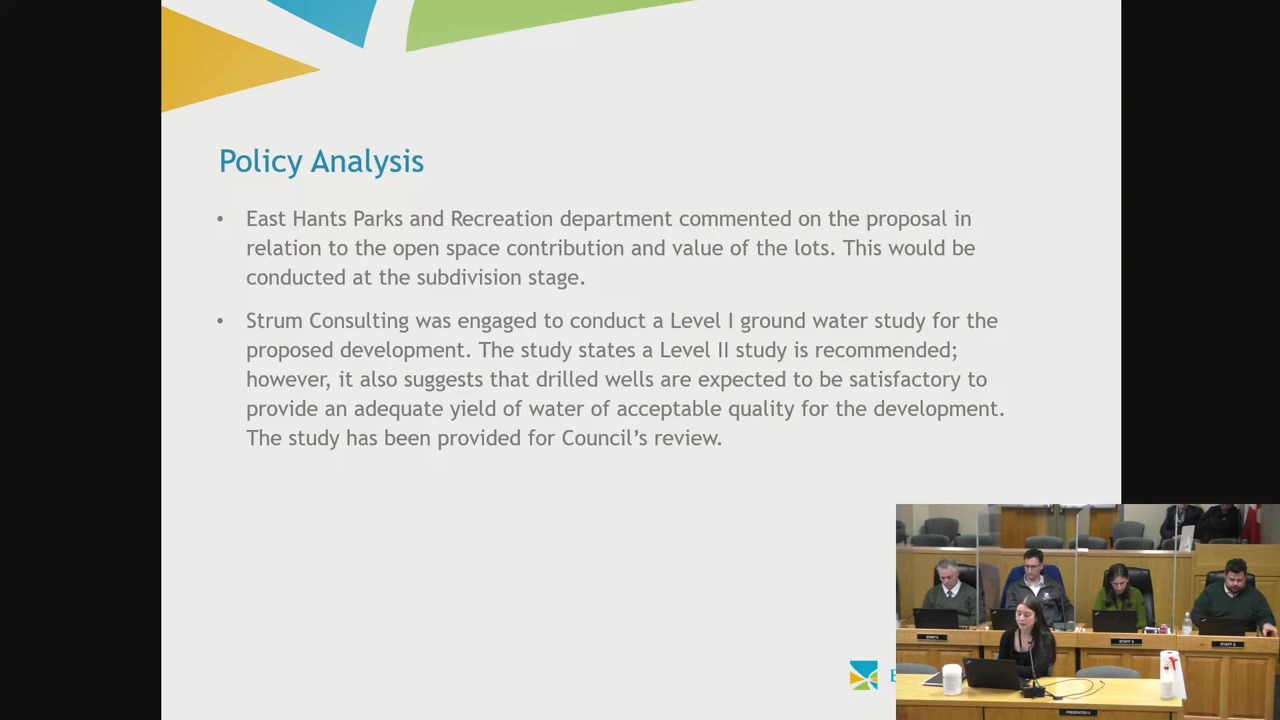 Policy Analysis
• East Hants Parks and Recreation department commented on the proposal in
relation to the open space contribution and value of the lots. This would be
conducted at the subdivision stage.
• Strum Consulting was engaged to conduct a Level I ground water study for the
proposed development. The study states a Level II study is recommended;
however, it also suggests that drilled wells are expected to be satisfactory to
provide an adequate yield of water of acceptable quality for the development.
The study has been provided for Council’s review.